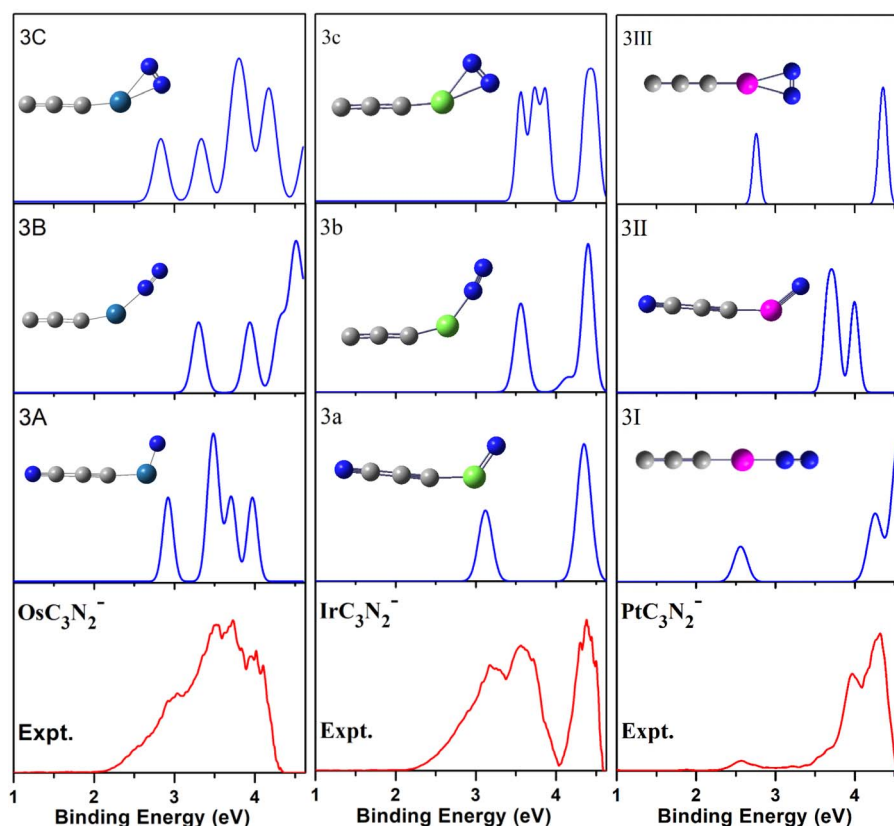 3C
3c
3III
3B
3b
3II
3A
3a
3I
OsC₃N₂⁻
IrC₃N₂⁻
PtC₃N₂⁻
Expt.
Expt.
Expt.
1 2 3 4
1 2 3 4
1 2 3 4
Binding Energy (eV)
Binding Energy (eV)
Binding Energy (eV)